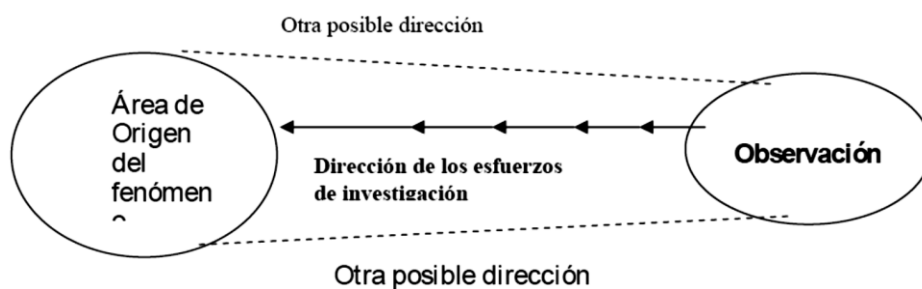 Otra posible dirección
Área de
Origen
del
fenómen
o
Observación
Dirección de los esfuerzos
de investigación
Otra posible dirección